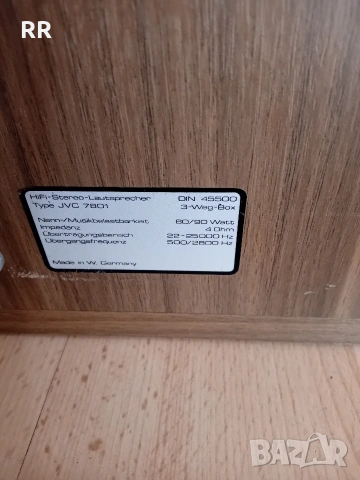 RR
HiFi-Stereo-Lautsprecher DIN 45500
Type JVC 7801 3-Weg-Box
Nenn-/Musikbelastbarkeit 60/90 Watt
Impedanz 4 Ohm
Übertragungsbereich 22-25000 Hz
Übergangsfrequenz 500/2800 Hz
Made in W. Germany
BAZAR